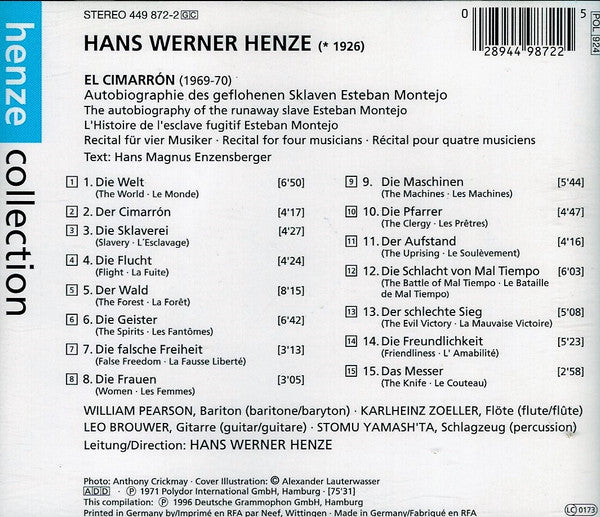 henze collection
STEREO 449 872-2 GC
HANS WERNER HENZE (* 1926)
0 28944 98722 5
POL 924
EL CIMARRÓN (1969-70)
Autobiographie des geflohenen Sklaven Esteban Montejo
The autobiography of the runaway slave Esteban Montejo
L'Histoire de l'esclave fugitif Esteban Montejo
Recital für vier Musiker · Recital for four musicians · Récital pour quatre musiciens
Text: Hans Magnus Enzensberger
1 1. Die Welt [6'50]
(The World · Le Monde)
2 2. Der Cimarrón [4'17]
3 3. Die Sklaverei [4'27]
(Slavery · L´Esclavage)
4 4. Die Flucht [4'24]
(Flight · La Fuite)
5 5. Der Wald [8'15]
(The Forest · La Forêt)
6 6. Die Geister [6'42]
(The Spirits · Les Fantômes)
7 7. Die falsche Freiheit [3'13]
(False Freedom · La Fausse Liberté)
8 8. Die Frauen [3'05]
(Women · Les Femmes)
9 9. Die Maschinen [5'44]
(The Machines · Les Machines)
10 10. Die Pfarrer [4'47]
(The Clergy · Les Prêtres)
11 11. Der Aufstand [4'16]
(The Uprising · Le Soulèvement)
12 12. Die Schlacht von Mal Tiempo [6'03]
(The Battle of Mal Tiempo · Le Bataille
de Mal Tiempo)
13 13. Der schlechte Sieg [5'08]
(The Evil Victory · La Mauvaise Victoire)
14 14. Die Freundlichkeit [5'23]
(Friendliness · L' Amabilité)
15 15. Das Messer [2'58]
(The Knife · Le Couteau)
WILLIAM PEARSON, Bariton (baritone/baryton) · KARLHEINZ ZOELLER, Flöte (flute/flûte)
LEO BROUWER, Gitarre (guitar/guitare) · STOMU YAMASH'TA, Schlagzeug (percussion)
Leitung/Direction: HANS WERNER HENZE
Photo: Anthony Crickmay · Cover Illustration: © Alexander Lauterwasser
ADD · ℗ 1971 Polydor International GmbH, Hamburg · [75'31]
This compilation: ℗ 1996 Deutsche Grammophon GmbH, Hamburg
Printed in Germany by/Imprimé en RFA par Neef, Wittingen · Made in Germany/Fabriqué en RFA
LC 0173